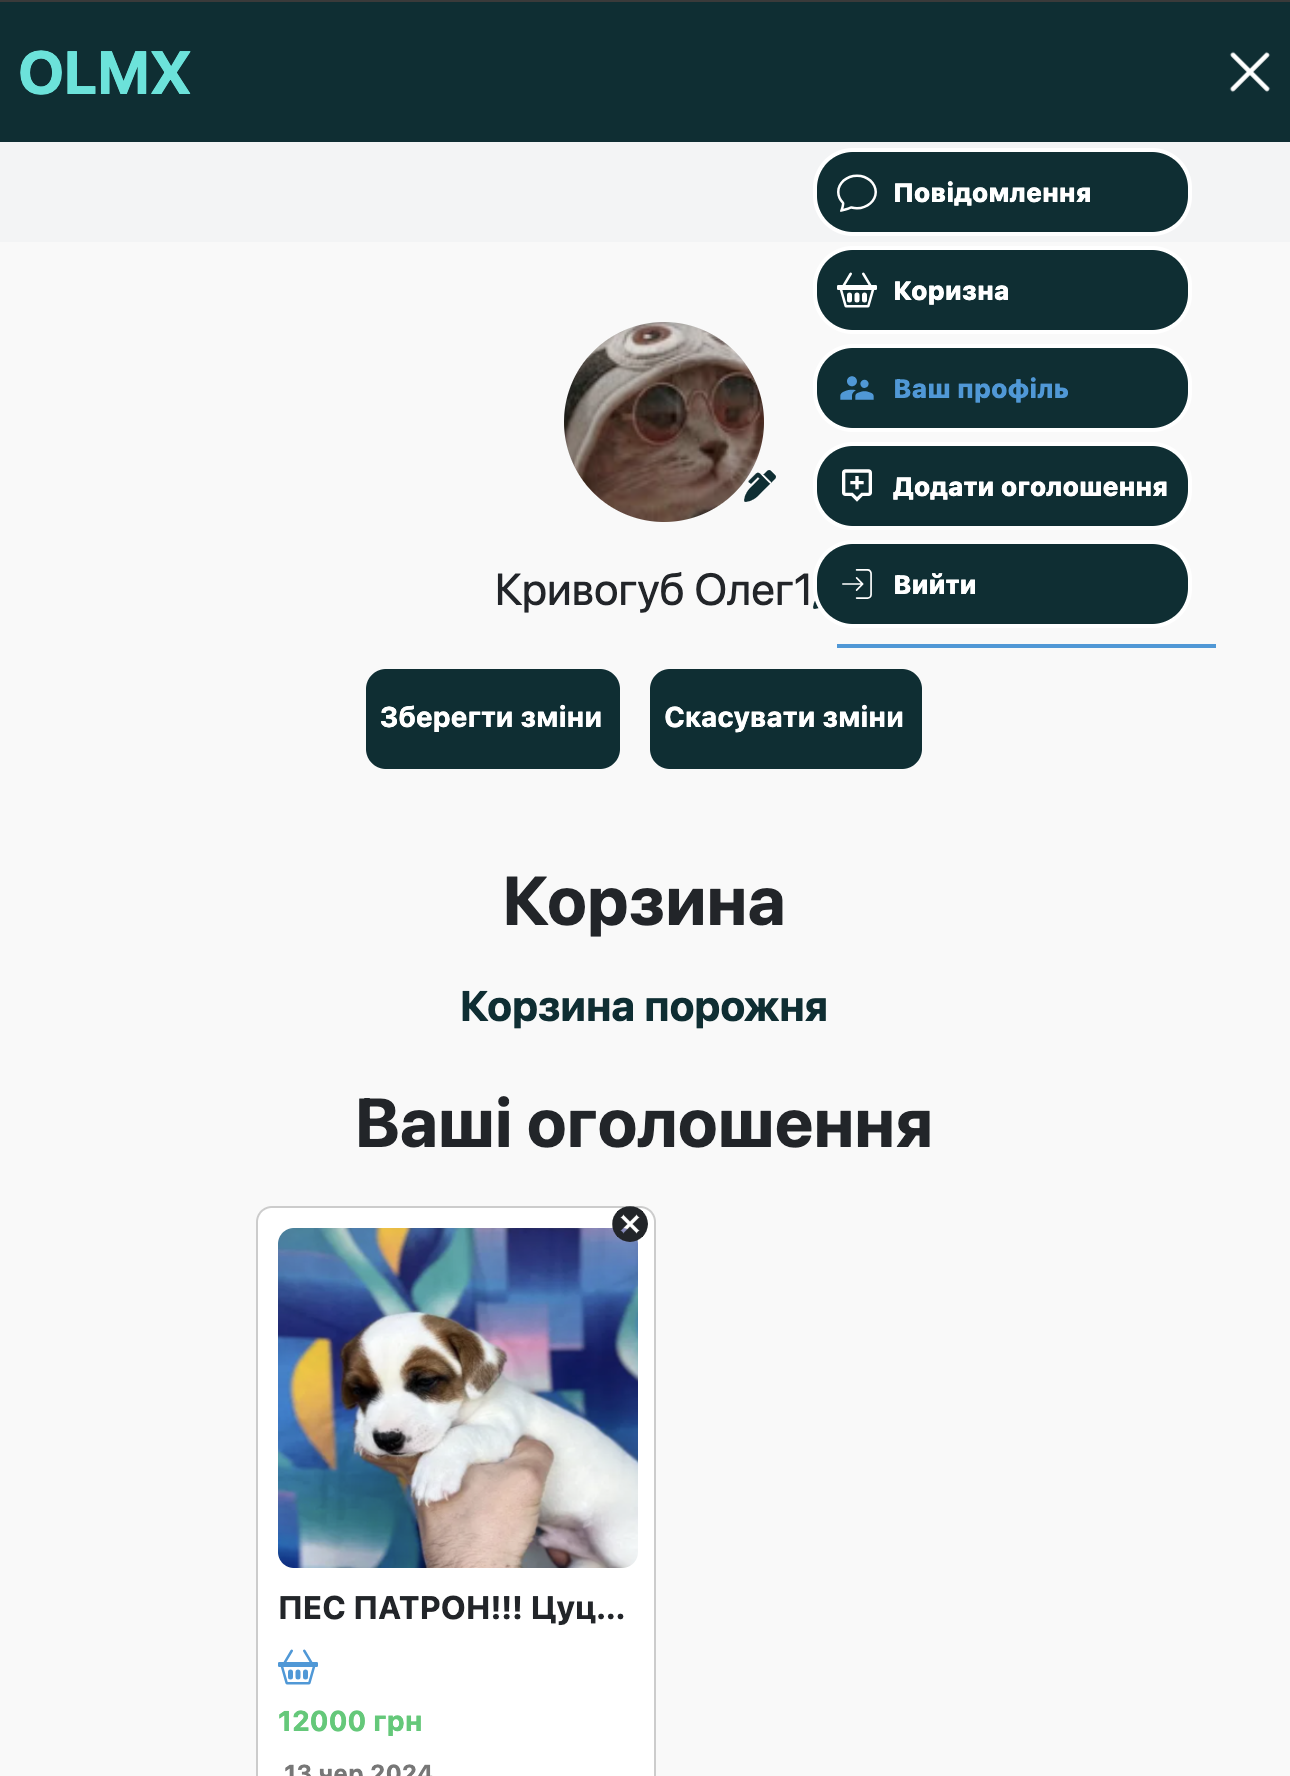 OLMX
Повідомлення
Коризна
Ваш профіль
Додати оголошення
Вийти
Кривогуб Олег1
Зберегти зміни
Скасувати зміни
Корзина
Корзина порожня
Ваші оголошення
ПЕС ПАТРОН!!! Цуц...
12000 грн
13 чер 2024